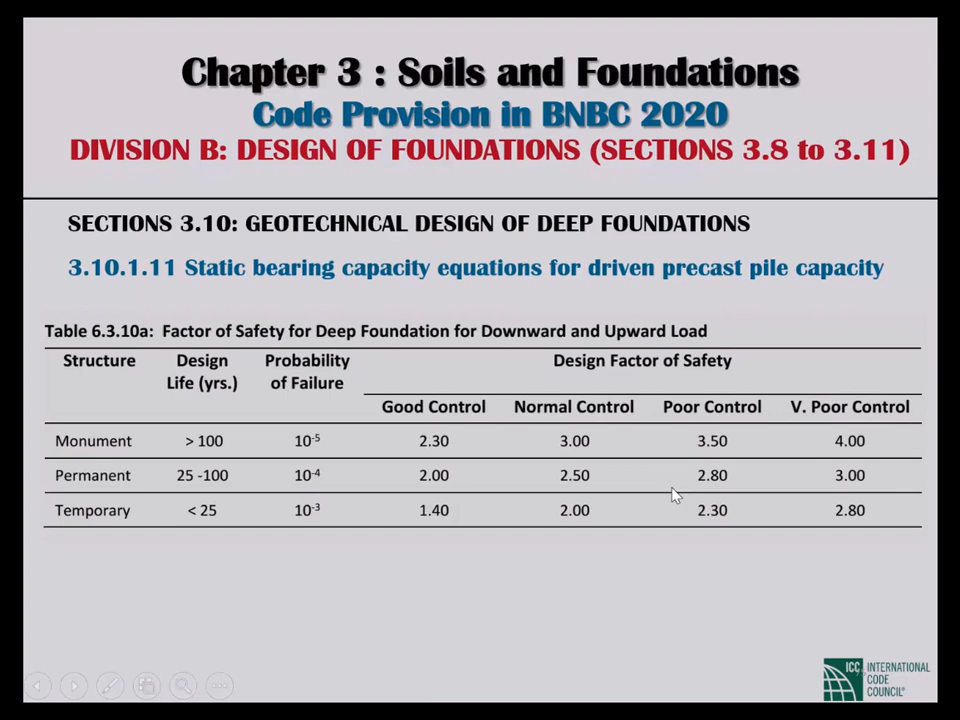 Chapter 3 : Soils and Foundations
Code Provision in BNBC 2020
DIVISION B: DESIGN OF FOUNDATIONS (SECTIONS 3.8 to 3.11)
SECTIONS 3.10: GEOTECHNICAL DESIGN OF DEEP FOUNDATIONS
3.10.1.11 Static bearing capacity equations for driven precast pile capacity
Table 6.3.10a: Factor of Safety for Deep Foundation for Downward and Upward Load
Structure Design Probability Design Factor of Safety
Life (yrs.) of Failure
Good Control Normal Control Poor Control V. Poor Control
Monument > 100 10⁻⁵ 2.30 3.00 3.50 4.00
Permanent 25 -100 10⁻⁴ 2.00 2.50 2.80 3.00
Temporary < 25 10⁻³ 1.40 2.00 2.30 2.80
ICC INTERNATIONAL
CODE
COUNCIL®